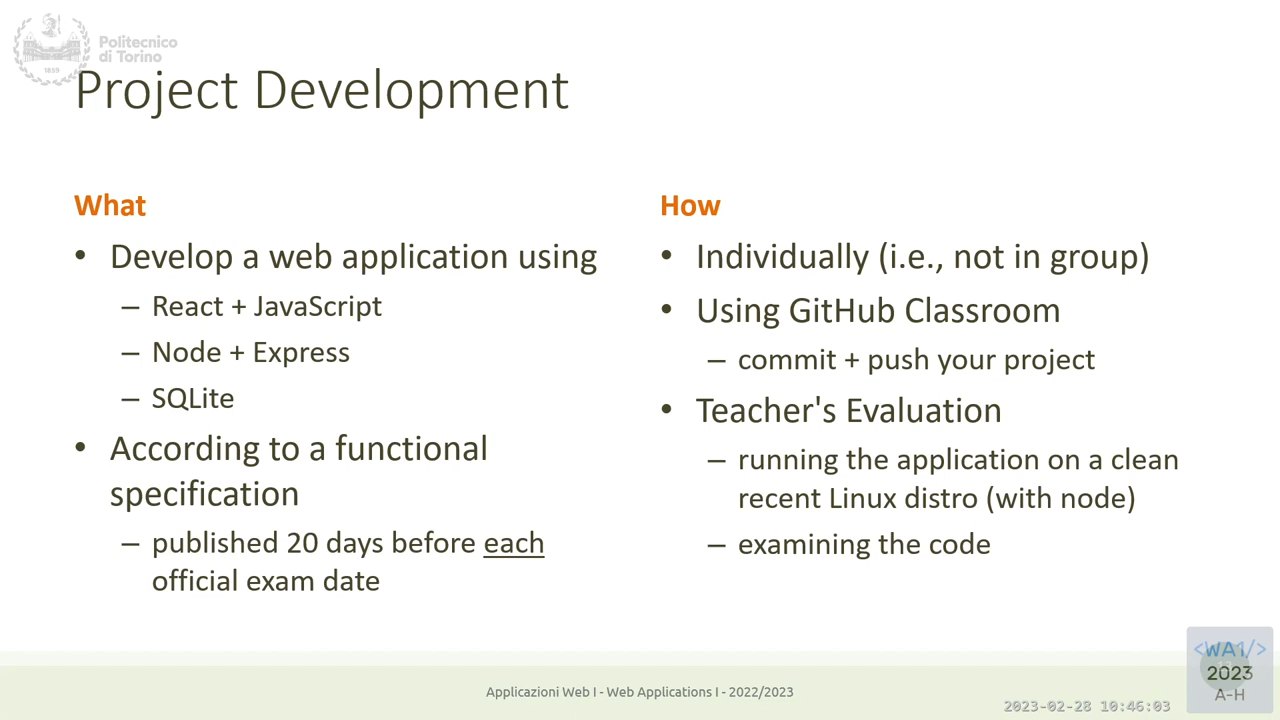 Politecnico
di Torino
1859
Project Development
What
• Develop a web application using
– React + JavaScript
– Node + Express
– SQLite
• According to a functional
specification
– published 20 days before each
official exam date
How
• Individually (i.e., not in group)
• Using GitHub Classroom
– commit + push your project
• Teacher's Evaluation
– running the application on a clean
recent Linux distro (with node)
– examining the code
Applicazioni Web I - Web Applications I - 2022/2023
2023-02-28 10:46:03
<WA1/>
2023
A-H